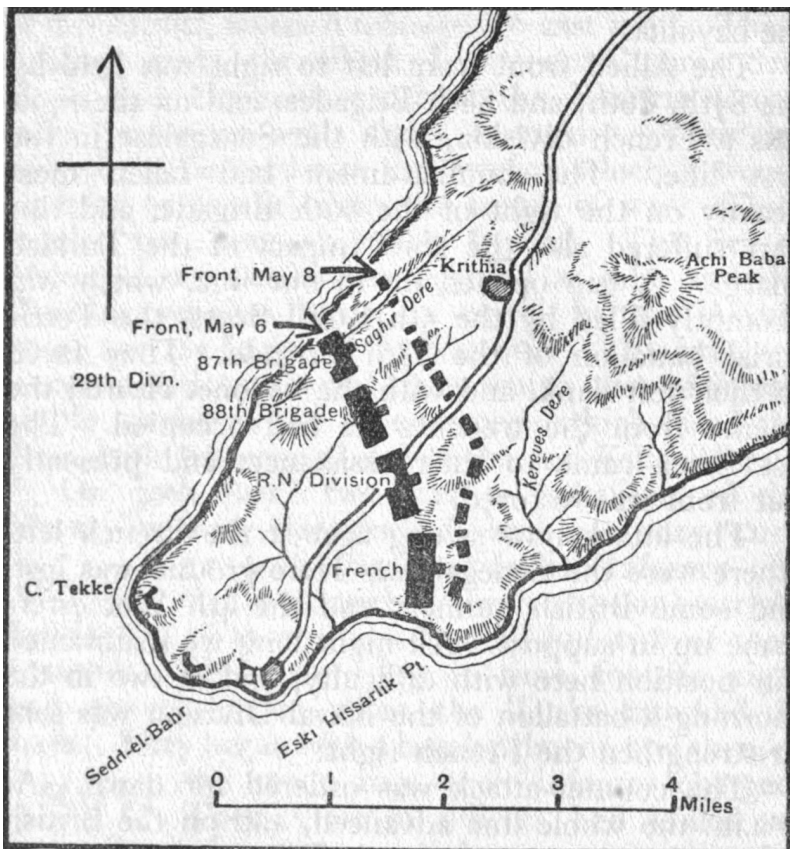 Front, May 8
Krithia
Achi Baba
Peak
Front, May 6
Saghir Dere
87th Brigade
29th Divn.
88th Brigade
Kereves Dere
R.N. Division
French
C. Tekke
Sedd-el-Bahr
Eski Hissarlik Pt.
0 1 2 3 4
Miles